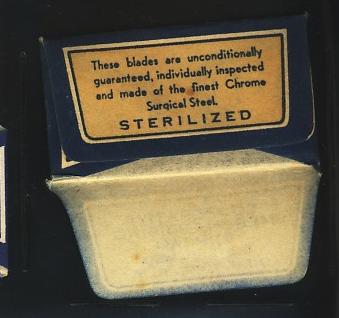 These blades are unconditionally
guaranteed, individually inspected
and made of the finest Chrome
Surgical Steel.
STERILIZED